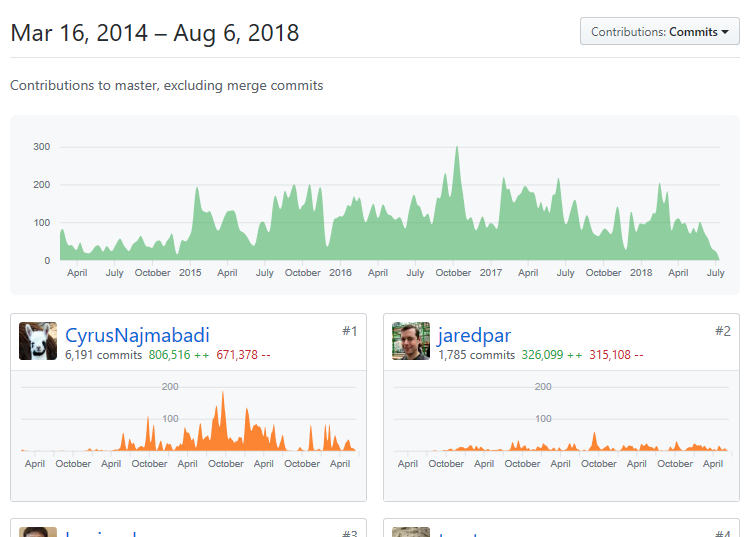 Mar 16, 2014 – Aug 6, 2018
Contributions: Commits
Contributions to master, excluding merge commits
300
200
100
0
April July October 2015 April July October 2016 April July October 2017 April July October 2018 April July
CyrusNajmabadi #1
6,191 commits 806,516 ++ 671,378 --
200
100
April October April October April October April October April
jaredpar #2
1,785 commits 326,099 ++ 315,108 --
200
100
April October April October April October April October April
#3
#4